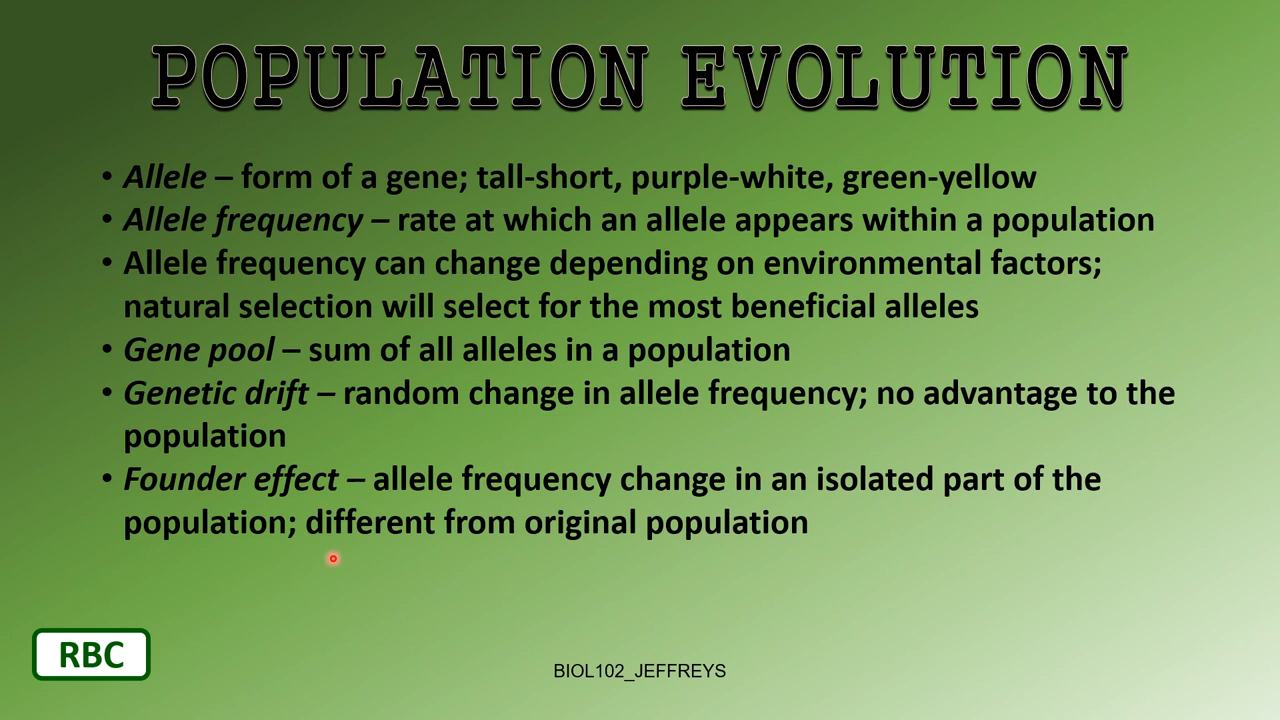 POPULATION EVOLUTION
• Allele – form of a gene; tall-short, purple-white, green-yellow
• Allele frequency – rate at which an allele appears within a population
• Allele frequency can change depending on environmental factors;
natural selection will select for the most beneficial alleles
• Gene pool – sum of all alleles in a population
• Genetic drift – random change in allele frequency; no advantage to the
population
• Founder effect – allele frequency change in an isolated part of the
population; different from original population
RBC
BIOL102_JEFFREYS